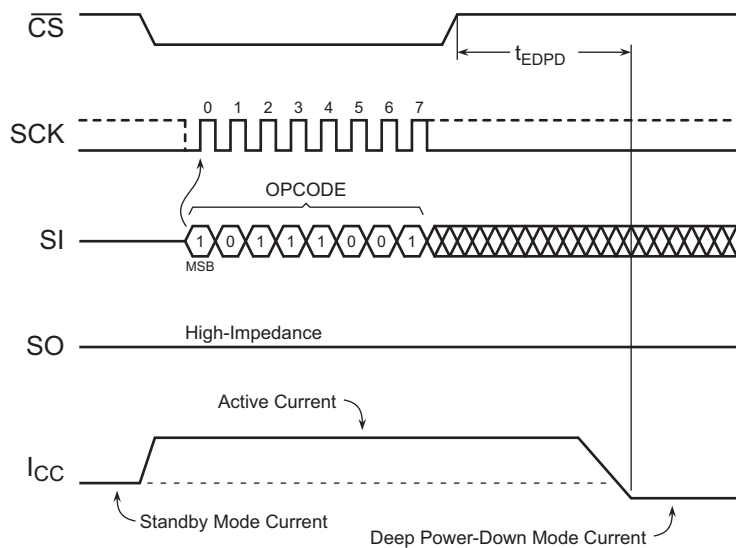 CS
tEDPD
0 1 2 3 4 5 6 7
SCK
OPCODE
SI
1 0 1 1 1 0 0 1
MSB
High-Impedance
SO
Active Current
ICC
Standby Mode Current
Deep Power-Down Mode Current